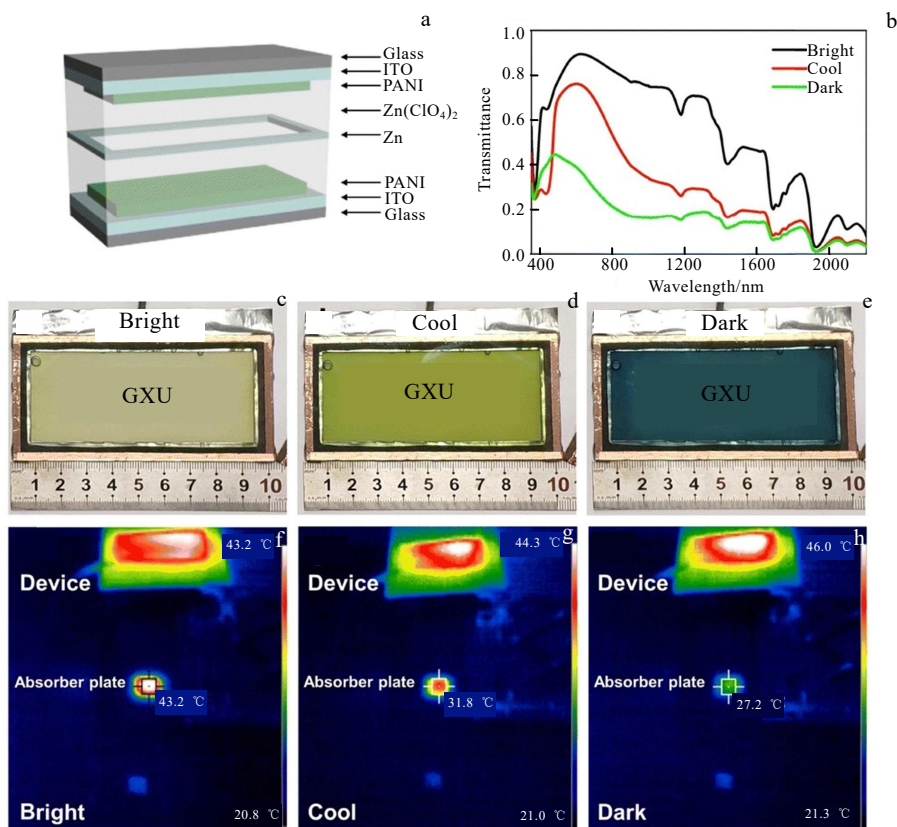 a
Glass
ITO
PANI
Zn(ClO₄)₂
Zn
PANI
ITO
Glass
b
Transmittance
1.0
0.8
0.6
0.4
0.2
0.0
Bright
Cool
Dark
400
800
1200
1600
2000
Wavelength/nm
c
Bright
GXU
1 2 3 4 5 6 7 8 9 10
d
Cool
GXU
1 2 3 4 5 6 7 8 9 10
e
Dark
GXU
1 2 3 4 5 6 7 8 9 10
f
43.2 ℃
Device
Absorber plate
43.2 ℃
Bright
20.8 ℃
g
44.3 ℃
Device
Absorber plate
31.8 ℃
Cool
21.0 ℃
h
46.0 ℃
Device
Absorber plate
27.2 ℃
Dark
21.3 ℃